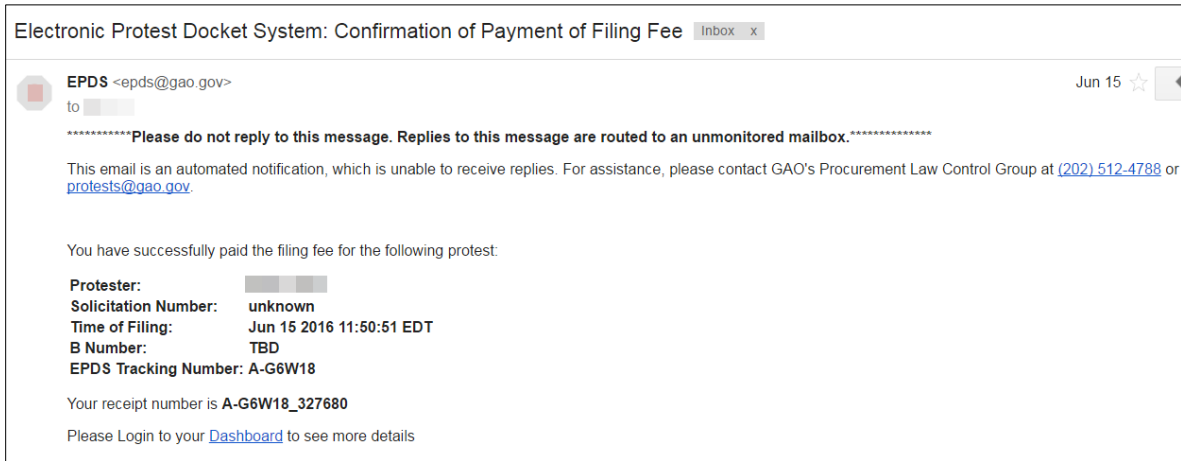 Electronic Protest Docket System: Confirmation of Payment of Filing Fee Inbox x
EPDS <epds@gao.gov> Jun 15
to
***********Please do not reply to this message. Replies to this message are routed to an unmonitored mailbox.**************
This email is an automated notification, which is unable to receive replies. For assistance, please contact GAO's Procurement Law Control Group at (202) 512-4788 or
protests@gao.gov.
You have successfully paid the filing fee for the following protest:
Protester:
Solicitation Number: unknown
Time of Filing: Jun 15 2016 11:50:51 EDT
B Number: TBD
EPDS Tracking Number: A-G6W18
Your receipt number is A-G6W18_327680
Please Login to your Dashboard to see more details